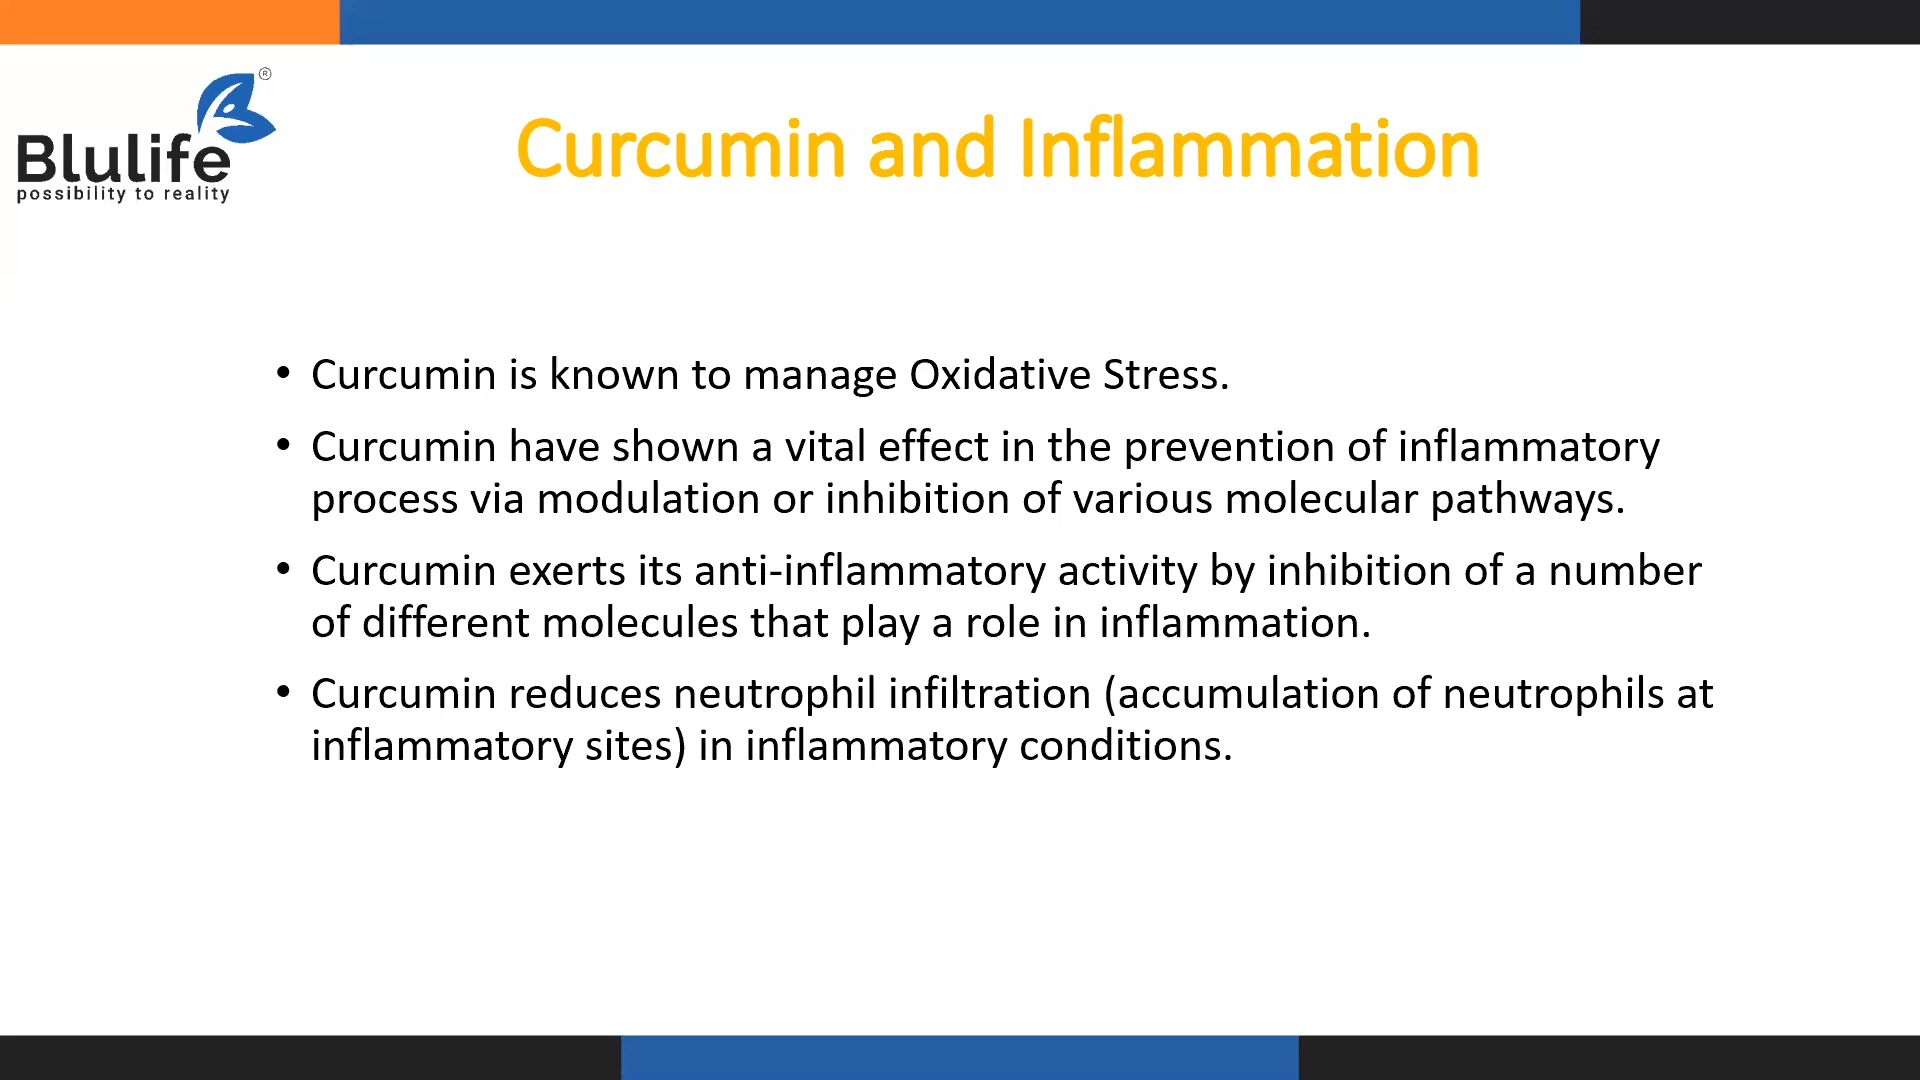 ®
Blulife
possibility to reality
Curcumin and Inflammation
• Curcumin is known to manage Oxidative Stress.
• Curcumin have shown a vital effect in the prevention of inflammatory
process via modulation or inhibition of various molecular pathways.
• Curcumin exerts its anti-inflammatory activity by inhibition of a number
of different molecules that play a role in inflammation.
• Curcumin reduces neutrophil infiltration (accumulation of neutrophils at
inflammatory sites) in inflammatory conditions.